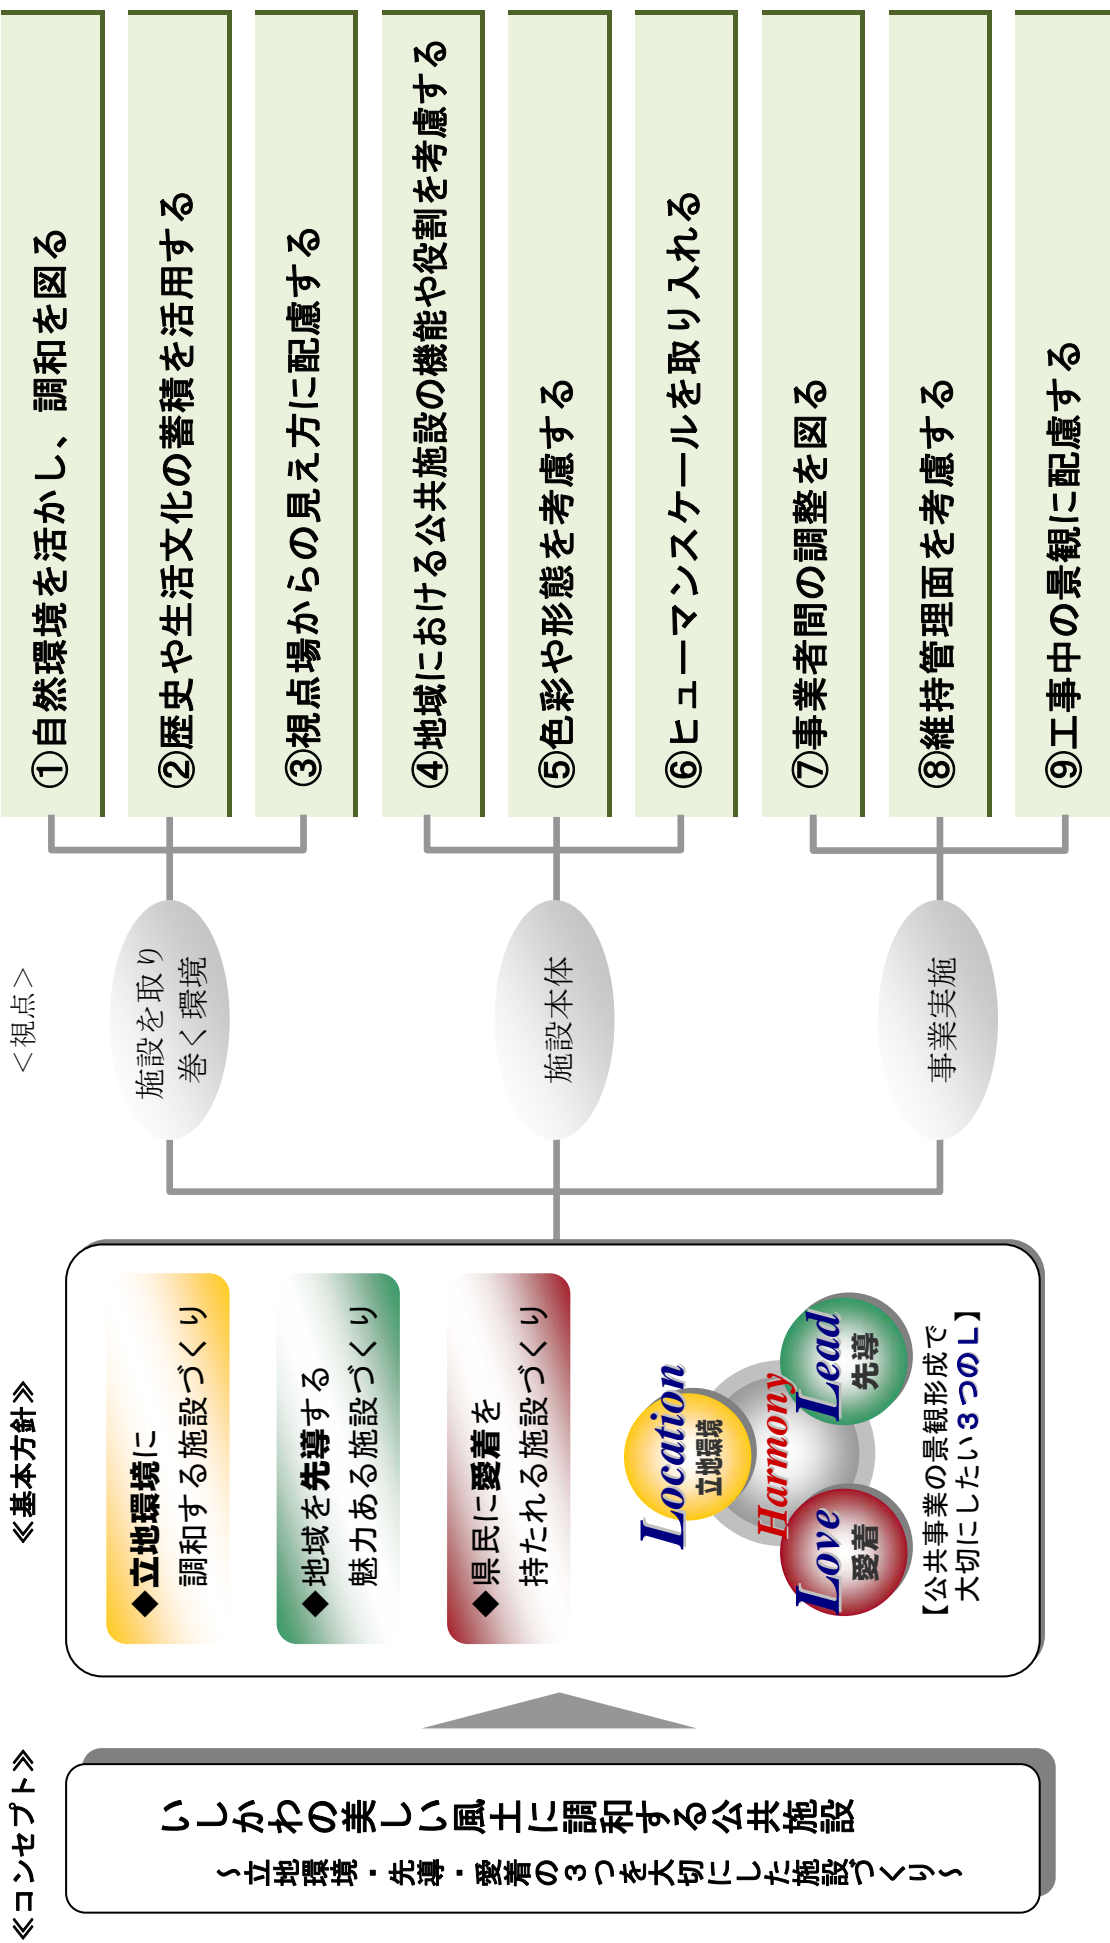 ≪コンセプト≫
いしかわの美しい風土に調和する公共施設
～立地環境・先導・愛着の３つを大切にした施設づくり～
≪基本方針≫
◆立地環境に
調和する施設づくり
◆地域を先導する
魅力ある施設づくり
◆県民に愛着を
持たれる施設づくり
Location
立地環境
Harmony
Love
愛着
Lead
先導
【公共事業の景観形成で
大切にしたい３つのＬ】
＜視点＞
施設を取り
巻く環境
施設本体
事業実施
①自然環境を活かし、調和を図る
②歴史や生活文化の蓄積を活用する
③視点場からの見え方に配慮する
④地域における公共施設の機能や役割を考慮する
⑤色彩や形態を考慮する
⑥ヒューマンスケールを取り入れる
⑦事業者間の調整を図る
⑧維持管理面を考慮する
⑨工事中の景観に配慮する